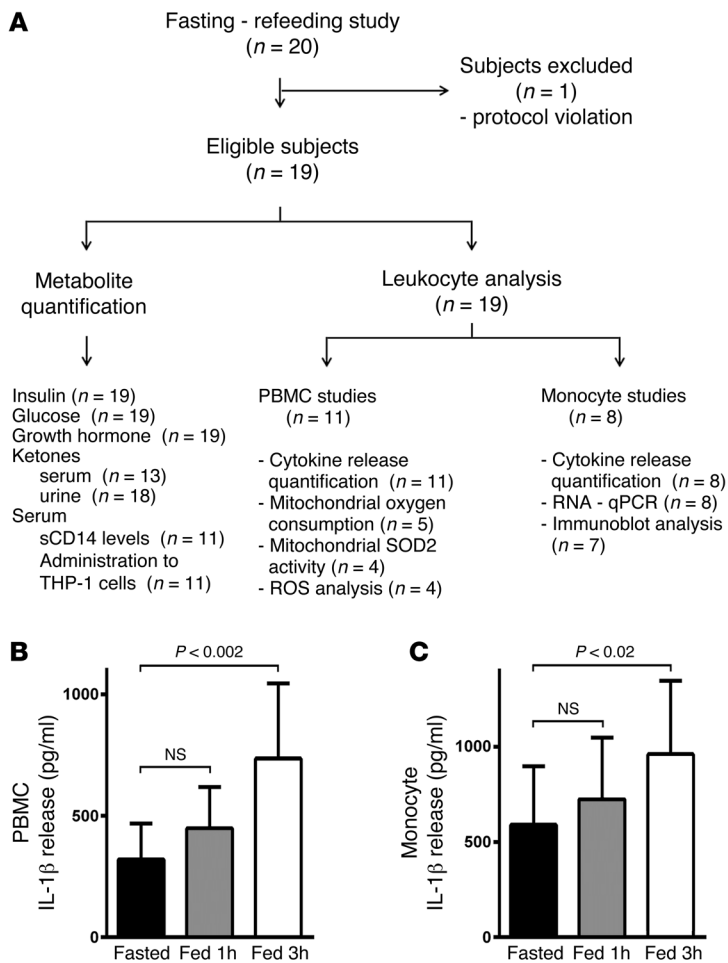 A
Fasting - refeeding study
(n = 20)
Subjects excluded
(n = 1)
- protocol violation
Eligible subjects
(n = 19)
Metabolite
quantification
Leukocyte analysis
(n = 19)
Insulin (n = 19)
Glucose (n = 19)
Growth hormone (n = 19)
Ketones
serum (n = 13)
urine (n = 18)
Serum
sCD14 levels (n = 11)
Administration to
THP-1 cells (n = 11)
PBMC studies
(n = 11)
- Cytokine release
quantification (n = 11)
- Mitochondrial oxygen
consumption (n = 5)
- Mitochondrial SOD2
activity (n = 4)
- ROS analysis (n = 4)
Monocyte studies
(n = 8)
- Cytokine release
quantification (n = 8)
- RNA - qPCR (n = 8)
- Immunoblot analysis
(n = 7)
B
P < 0.002
NS
PBMC
IL-1β release (pg/ml)
1000
500
0
Fasted Fed 1h Fed 3h
C
P < 0.02
NS
Monocyte
IL-1β release (pg/ml)
1000
500
0
Fasted Fed 1h Fed 3h